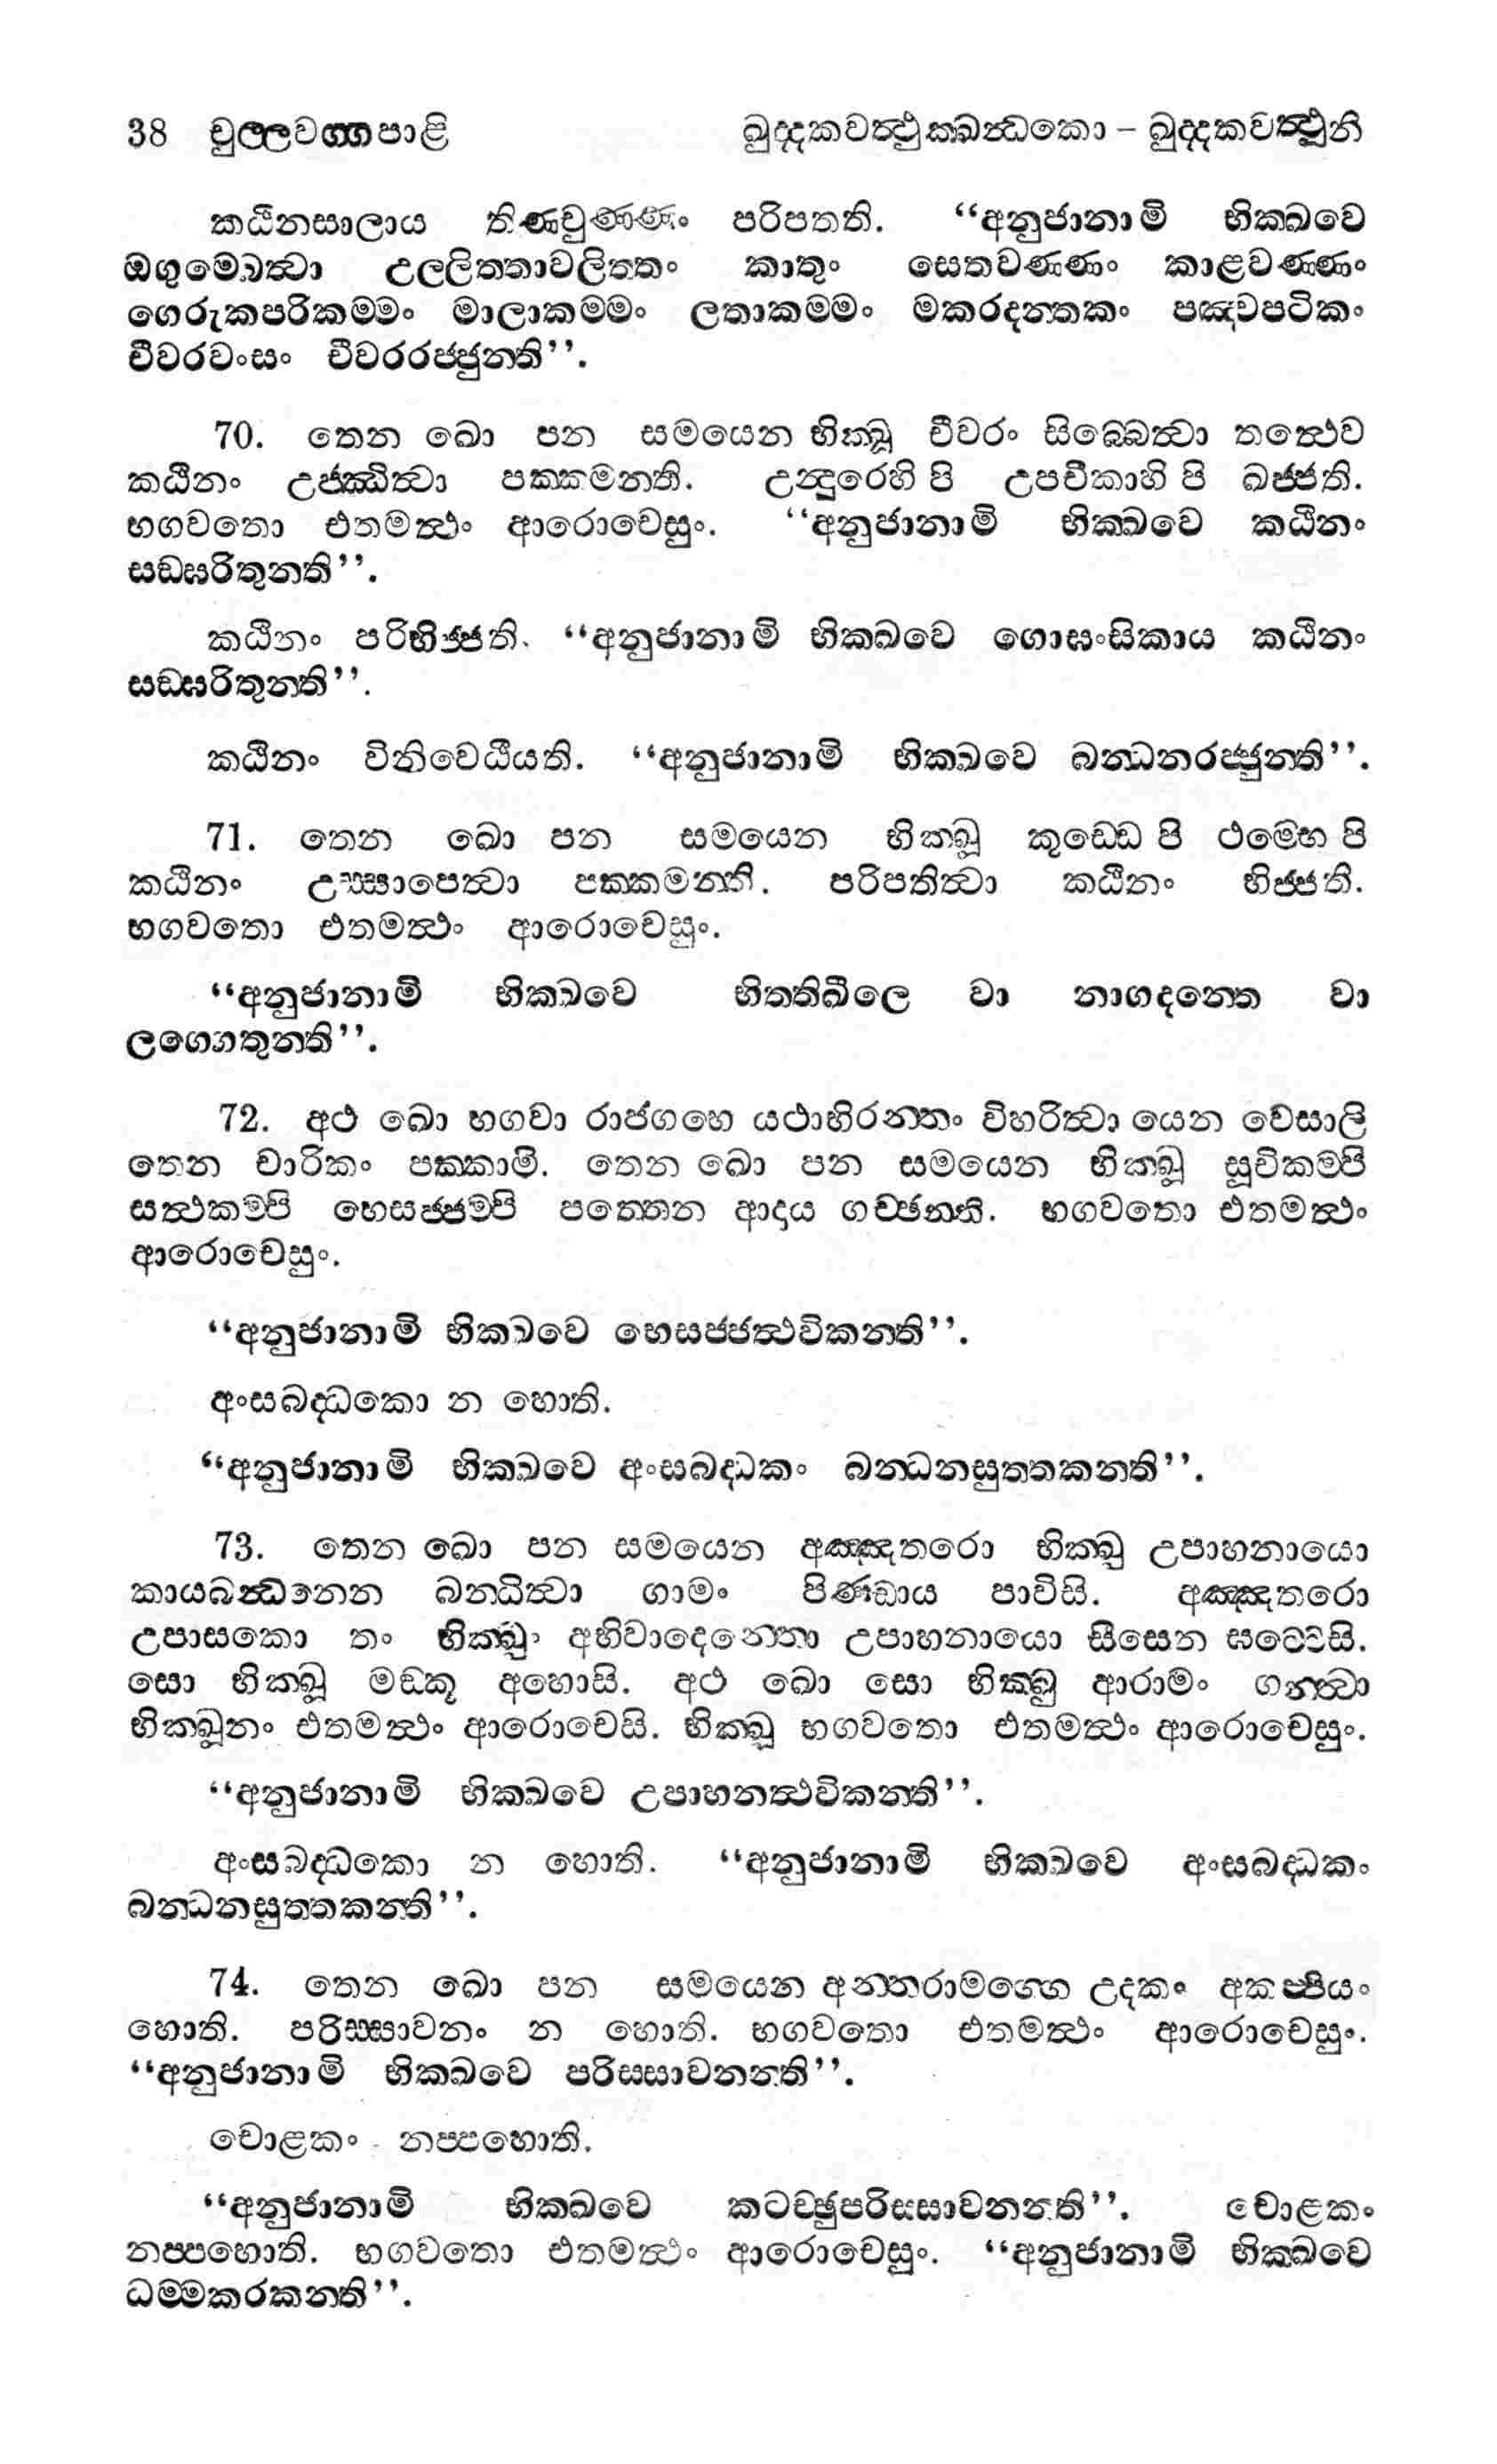 38 චුල්ලවග්ගපාළි ඛුද්දකවත්ථුක්ඛන්ධකො – ඛුද්දකවත්ථූනි
කඨිනසාලාය තිණචුණ්ණං පරිපතති. “අනුජානාමි භික්ඛවෙ
ඔගුම්බෙත්වා උල්ලිත්තාවලිත්තං කාතුං සෙතවණ්ණං කාළවණ්ණං
ගෙරුකපරිකම්මං මාලාකම්මං ලතාකම්මං මකරදන්තකං පඤ්චපටිකං
චීවරවංසං චීවරරජ්ජුන්ති”.
70. තෙන ඛො පන සමයෙන භික්ඛූ චීවරං සිබ්බෙත්වා තත්ථෙව
කඨිනං උජ්ඣිත්වා පක්කමන්ති. උන්දුරෙහි පි උපචිකාහි පි ඛජ්ජති.
භගවතො එතමත්ථං ආරොචෙසුං. “අනුජානාමි භික්ඛවෙ කඨිනං
සඞ්ඝරිතුන්ති”.
කඨිනං පරිභිජ්ජති. “අනුජානාමි භික්ඛවෙ ගොඝංසිකාය කඨිනං
සඞ්ඝරිතුන්ති”.
කඨිනං විනිවෙඨියති. “අනුජානාමි භික්ඛවෙ බන්ධනරජ්ජුන්ති”.
71. තෙන ඛො පන සමයෙන භික්ඛූ කුඩ්ඩෙ පි ථම්භෙ පි
කඨිනං උස්සාපෙත්වා පක්කමන්ති. පරිපතිත්වා කඨිනං භිජ්ජති.
භගවතො එතමත්ථං ආරොචෙසුං.
“අනුජානාමි භික්ඛවෙ භිත්තිඛීලෙ වා නාගදන්තෙ වා
ලග්ගෙතුන්ති”.
72. අථ ඛො භගවා රාජගහෙ යථාභිරන්තං විහරිත්වා යෙන වෙසාලි
තෙන චාරිකං පක්කාමි. තෙන ඛො පන සමයෙන භික්ඛූ සූචිකම්පි
සත්ථකම්පි භෙසජ්ජම්පි පත්තෙන ආදාය ගච්ඡන්ති. භගවතො එතමත්ථං
ආරොචෙසුං.
“අනුජානාමි භික්ඛවෙ භෙසජ්ජත්ථවිකන්ති”.
අංසබද්ධකො න හොති.
“අනුජානාමි භික්ඛවෙ අංසබද්ධකං බන්ධනසුත්තකන්ති”.
73. තෙන ඛො පන සමයෙන අඤ්ඤතරො භික්ඛු උපාහනායො
කායබන්ධනෙන බන්ධිත්වා ගාමං පිණ්ඩාය පාවිසි. අඤ්ඤතරො
උපාසකො තං භික්ඛුං අභිවාදෙන්තො උපාහනායො සීසෙන ඝට්ටෙසි.
සො භික්ඛූ මඞ්කූ අහොසි. අථ ඛො සො භික්ඛු ආරාමං ගන්ත්වා
භික්ඛූනං එතමත්ථං ආරොචෙසි. භික්ඛූ භගවතො එතමත්ථං ආරොචෙසුං.
“අනුජානාමි භික්ඛවෙ උපාහනත්ථවිකන්ති”.
අංසබද්ධකො න හොති. “අනුජානාමි භික්ඛවෙ අංසබද්ධකං
බන්ධනසුත්තකන්ති”.
74. තෙන ඛො පන සමයෙන අන්තරාමග්ගෙ උදකං අකප්පියං
හොති. පරිස්සාවනං න හොති. භගවතො එතමත්ථං ආරොචෙසුං.
“අනුජානාමි භික්ඛවෙ පරිස්සාවනන්ති”.
චොළකං නප්පහොති.
“අනුජානාමි භික්ඛවෙ කටච්ඡුපරිස්සාවනන්ති”. චොළකං
නප්පහොති. භගවතො එතමත්ථං ආරොචෙසුං. “අනුජානාමි භික්ඛවෙ
ධම්මකරකන්ති”.